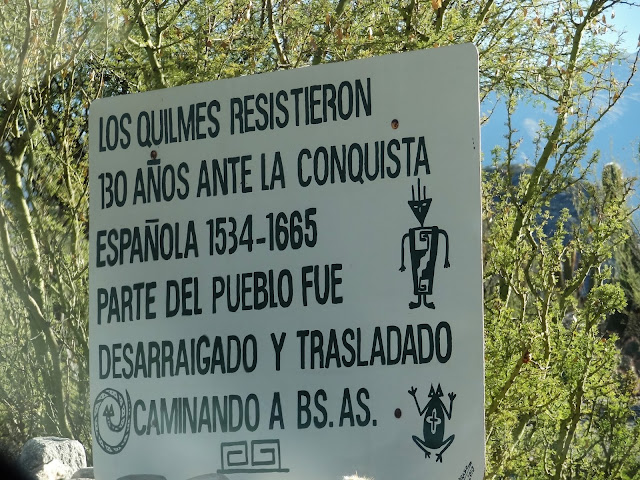 LOS QUILMES RESISTIERON
130 AÑOS ANTE LA CONQUISTA
ESPAÑOLA 1534-1665
PARTE DEL PUEBLO FUE
DESARRAIGADO Y TRASLADADO
CAMINANDO A BS. AS.